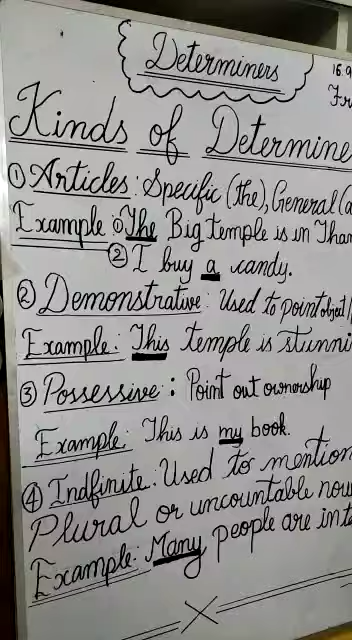 Determiners
16.
Fr
Kinds of Determine
① Articles : Specific (the), General (a
Example : ① The Big temple is in Than
② I buy a candy.
② Demonstrative : Used to point object
Example : This temple is stunni
③ Possessive : Point out ownership
Example : This is my book.
④ Indfinite : Used to mention
Plural or uncountable nou
Example : Many people are in t